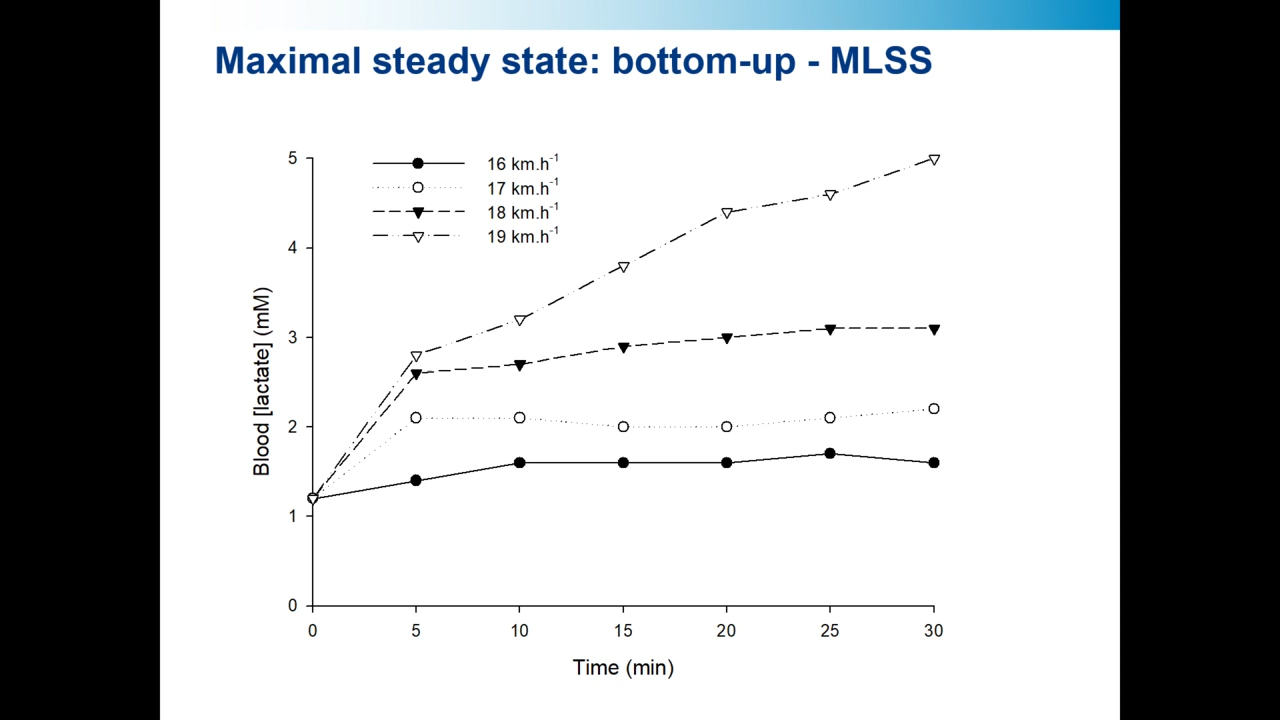 Maximal steady state: bottom-up - MLSS
16 km.h⁻¹
17 km.h⁻¹
18 km.h⁻¹
19 km.h⁻¹
5
4
3
2
1
0
Blood [lactate] (mM)
0 5 10 15 20 25 30
Time (min)